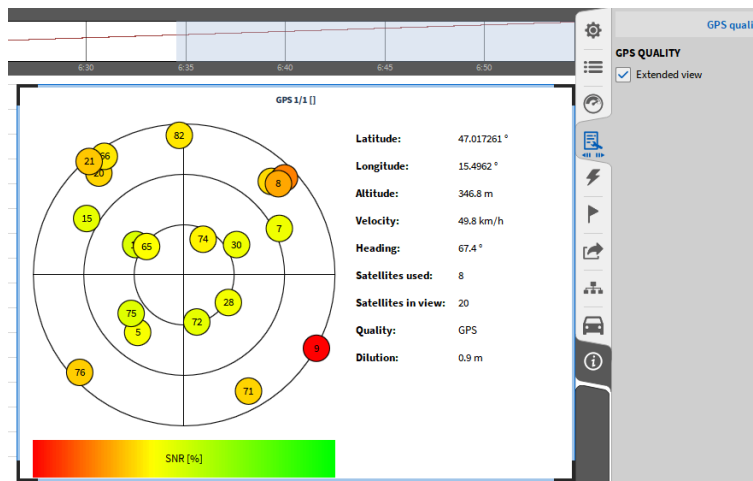 GPS quali
6:30 6:35 6:40 6:45 6:50
GPS QUALITY
Extended view
GPS 1/1 []
82
21 66
20
8
15
7
74
65 30
28
75
72
5
9
76
71
Latitude: 47.017261 °
Longitude: 15.4962 °
Altitude: 346.8 m
Velocity: 49.8 km/h
Heading: 67.4 °
Satellites used: 8
Satellites in view: 20
Quality: GPS
Dilution: 0.9 m
SNR [%]